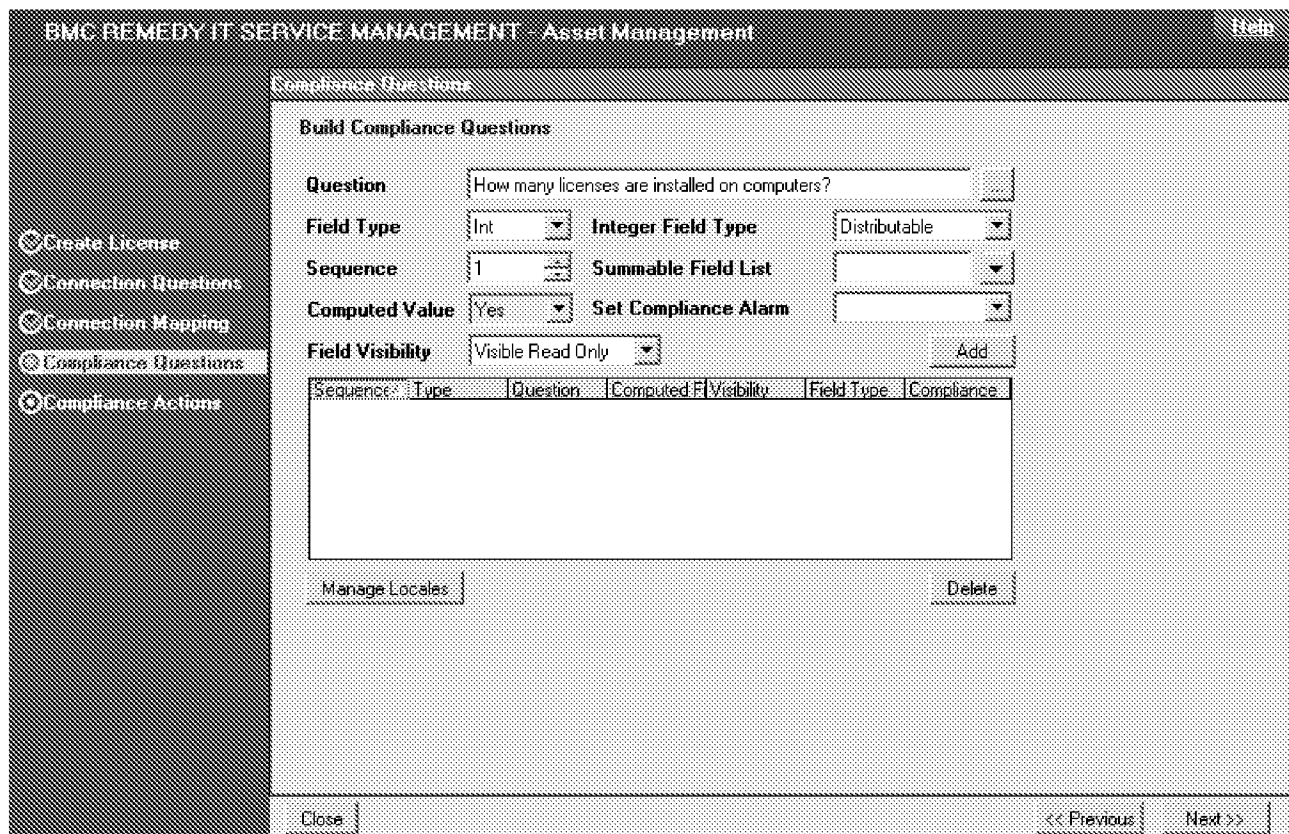 BMC REMEDY IT SERVICE MANAGEMENT - Asset Management
Help
Compliance Questions
Build Compliance Questions
Question How many licenses are installed on computers? ...
Field Type Int Integer Field Type Distributable
Sequence 1 Summable Field List
Computed Value Yes Set Compliance Alarm
Field Visibility Visible Read Only Add
Create License
Connection Questions
Connection Mapping
Compliance Questions
Compliance Actions
Sequence Type Question Computed Fi Visibility Field Type Compliance
Manage Locales Delete
Close << Previous Next >>